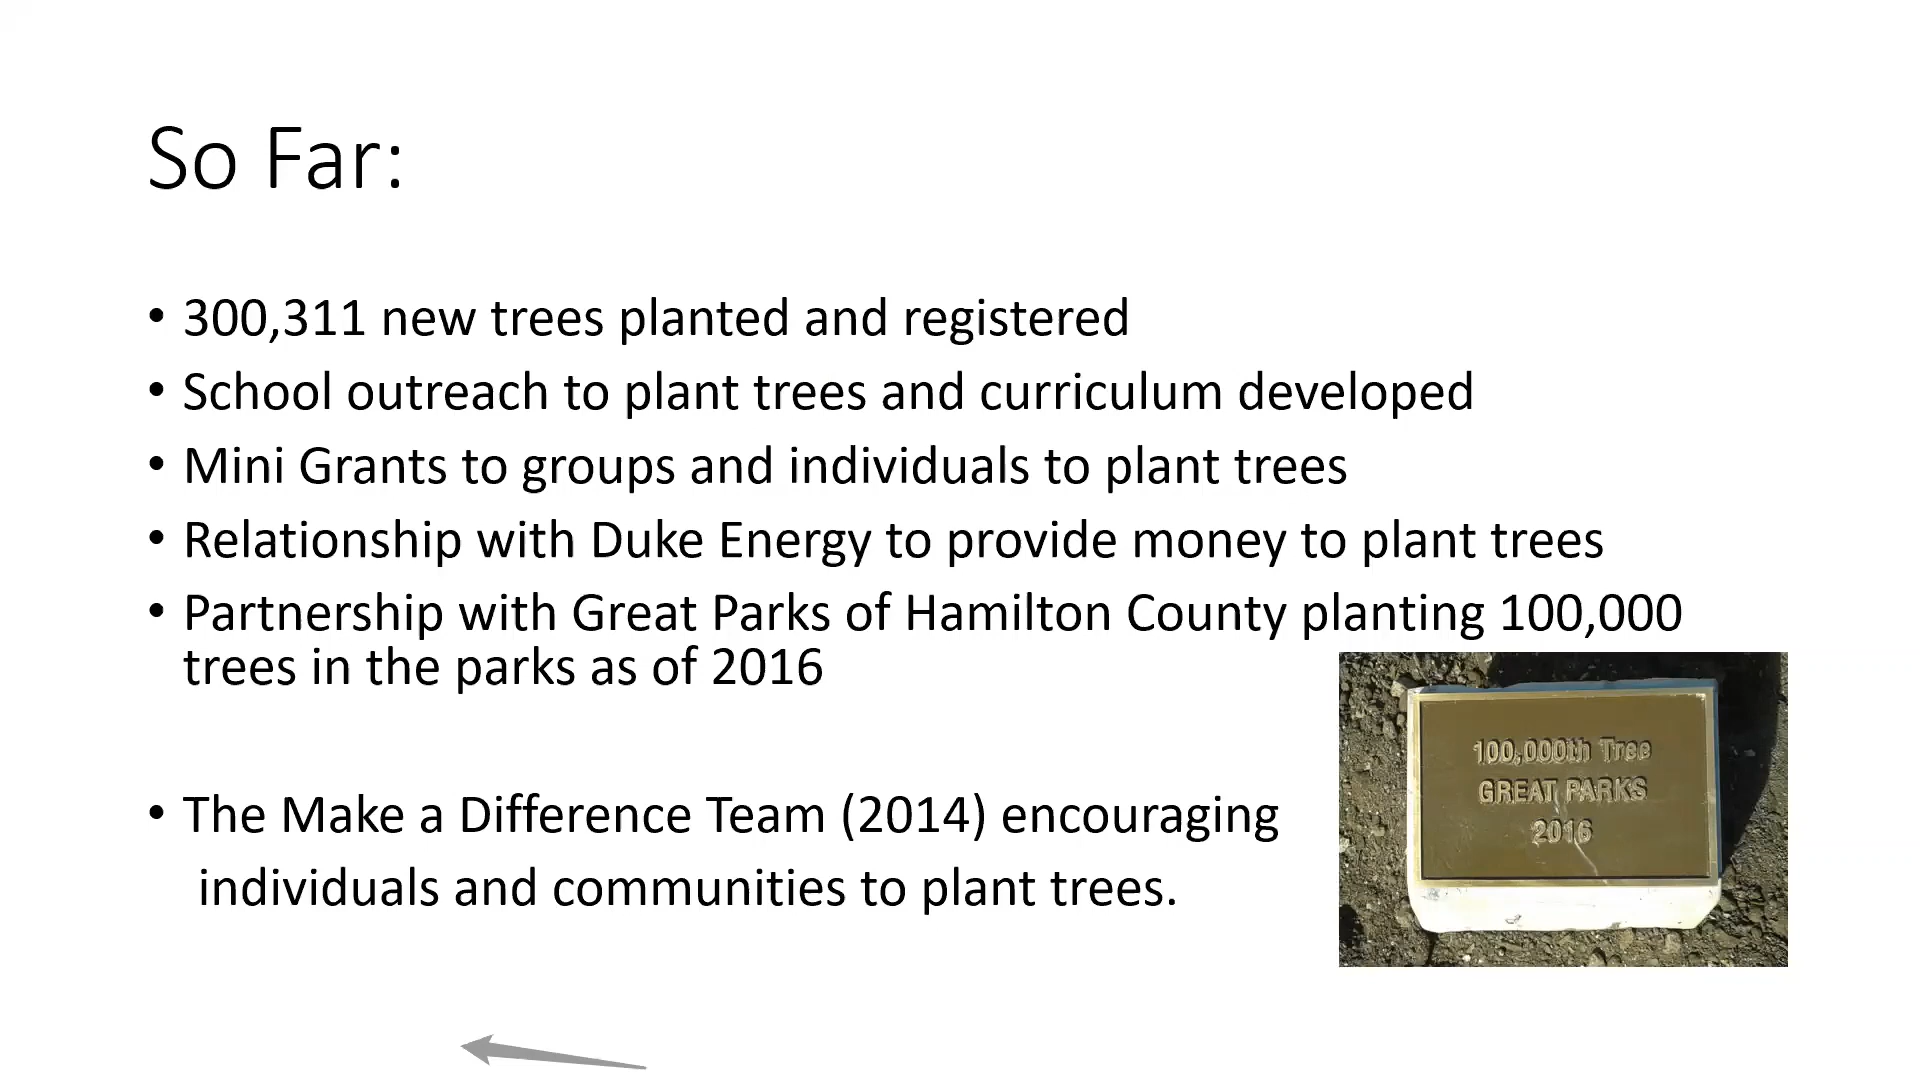 So Far:
• 300,311 new trees planted and registered
• School outreach to plant trees and curriculum developed
• Mini Grants to groups and individuals to plant trees
• Relationship with Duke Energy to provide money to plant trees
• Partnership with Great Parks of Hamilton County planting 100,000
trees in the parks as of 2016
• The Make a Difference Team (2014) encouraging
individuals and communities to plant trees.
100,000th Tree
GREAT PARKS
2016